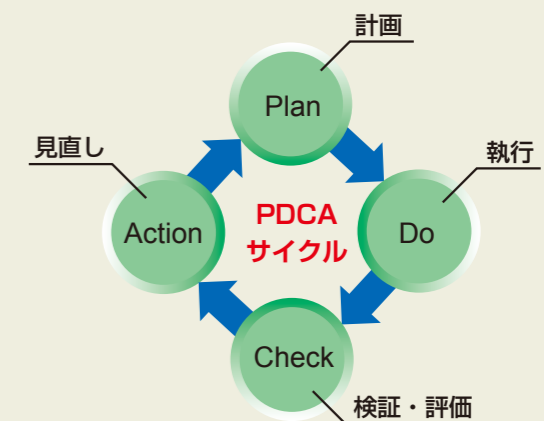 計画
Plan
見直し
執行
Action
PDCA
サイクル
Do
Check
検証・評価